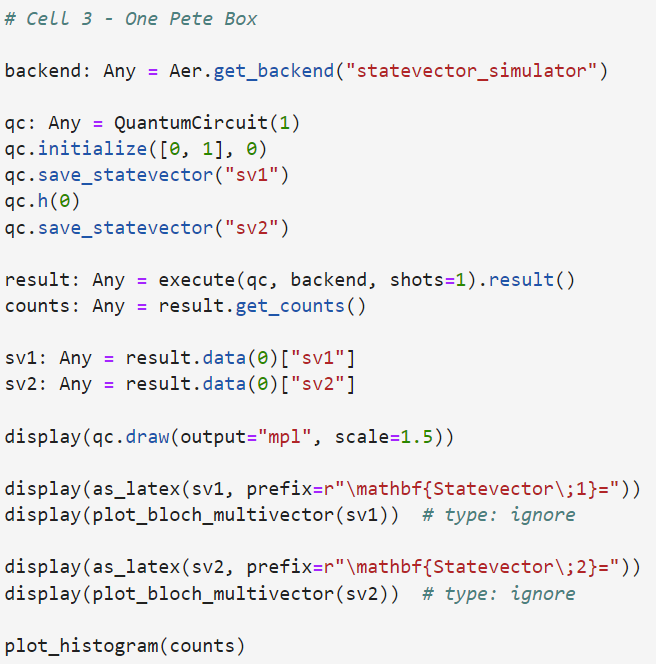 # Cell 3 - One Pete Box
backend: Any = Aer.get_backend("statevector_simulator")
qc: Any = QuantumCircuit(1)
qc.initialize([0, 1], 0)
qc.save_statevector("sv1")
qc.h(0)
qc.save_statevector("sv2")
result: Any = execute(qc, backend, shots=1).result()
counts: Any = result.get_counts()
sv1: Any = result.data(0)["sv1"]
sv2: Any = result.data(0)["sv2"]
display(qc.draw(output="mpl", scale=1.5))
display(as_latex(sv1, prefix=r"\mathbf{Statevector\;1}="))
display(plot_bloch_multivector(sv1))  # type: ignore
display(as_latex(sv2, prefix=r"\mathbf{Statevector\;2}="))
display(plot_bloch_multivector(sv2))  # type: ignore
plot_histogram(counts)